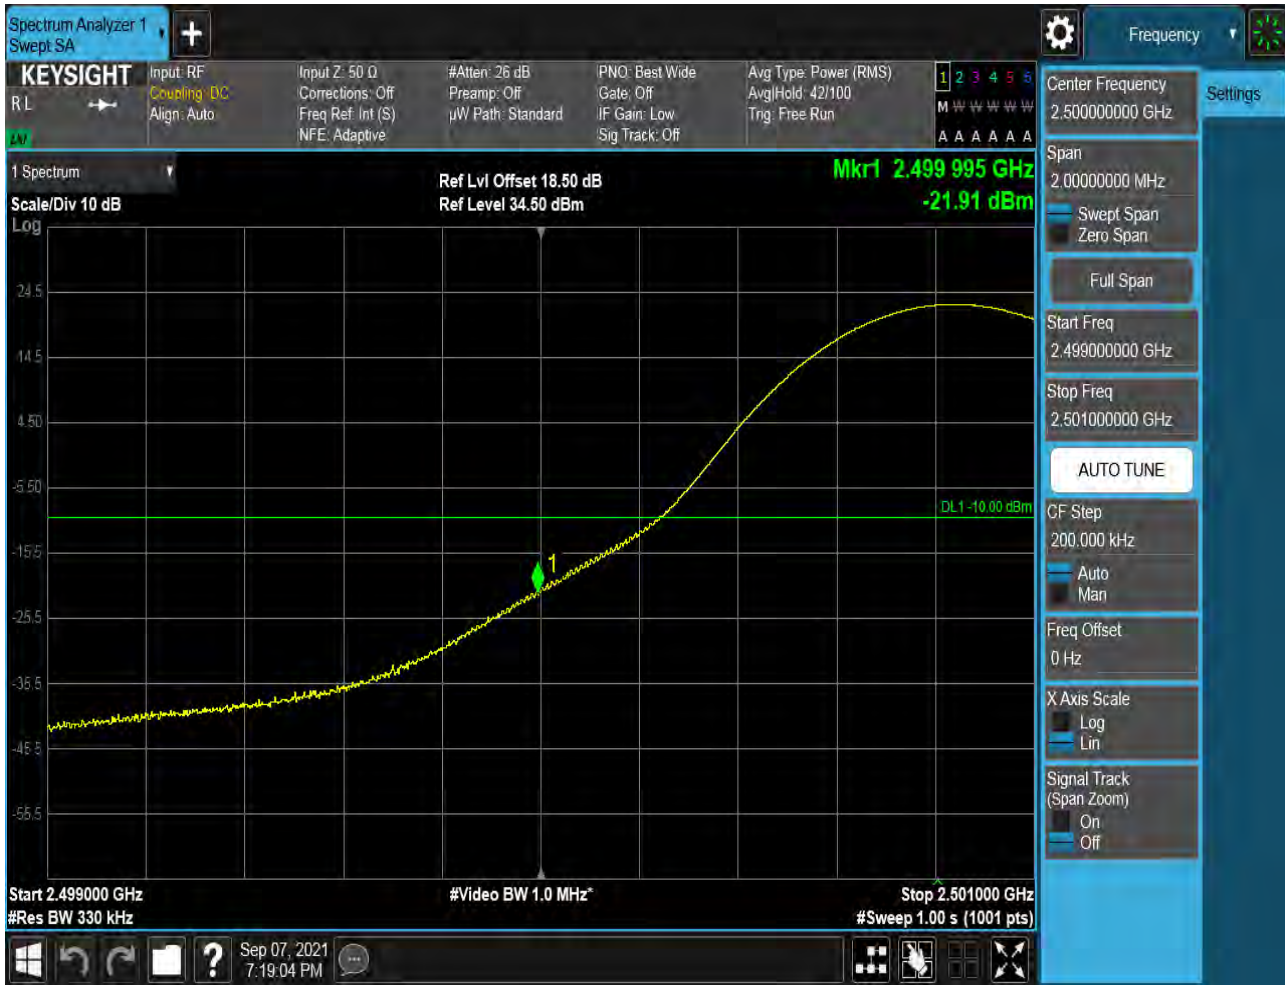 Spectrum Analyzer 1
Swept SA
Frequency
KEYSIGHT
R L
LNI
Input: RF
Coupling: DC
Align: Auto
Input Z: 50 Ω
Corrections: Off
Freq Ref: Int (S)
NFE: Adaptive
#Atten: 26 dB
Preamp: Off
µW Path: Standard
PNO: Best Wide
Gate: Off
IF Gain: Low
Sig Track: Off
Avg Type: Power (RMS)
Avg|Hold: 42/100
Trig: Free Run
1 2 3 4 5 6
M W W W W W
A A A A A A
1 Spectrum
Scale/Div 10 dB
Log
Ref Lvl Offset 18.50 dB
Ref Level 34.50 dBm
Mkr1 2.499 995 GHz
-21.91 dBm
24.5
14.5
4.50
-5.50
-15.5
-25.5
-35.5
-45.5
-55.5
DL1 -10.00 dBm
1
Start 2.499000 GHz
#Res BW 330 kHz
#Video BW 1.0 MHz*
Stop 2.501000 GHz
#Sweep 1.00 s (1001 pts)
Center Frequency
2.500000000 GHz
Settings
Span
2.00000000 MHz
Swept Span
Zero Span
Full Span
Start Freq
2.499000000 GHz
Stop Freq
2.501000000 GHz
AUTO TUNE
CF Step
200.000 kHz
Auto
Man
Freq Offset
0 Hz
X Axis Scale
Log
Lin
Signal Track
(Span Zoom)
On
Off
?
Sep 07, 2021
7:19:04 PM